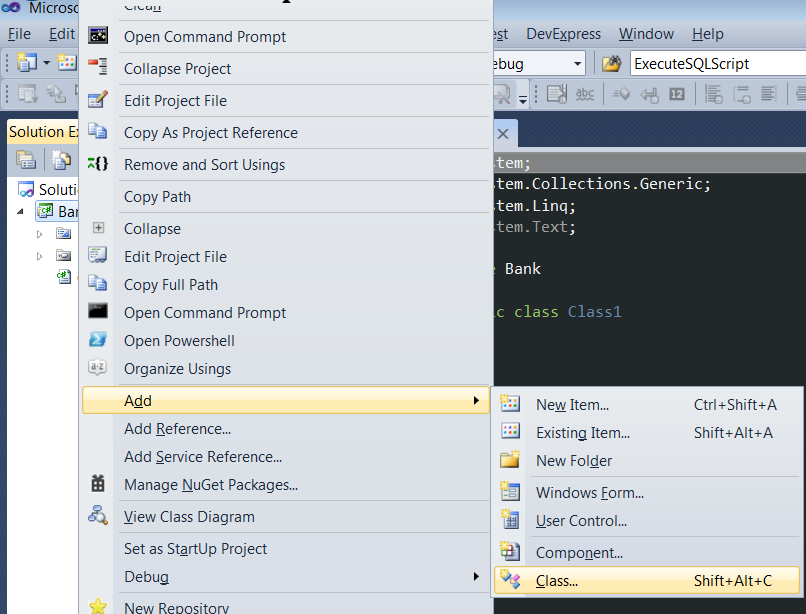 Microso
File Edit
est DevExpress Window Help
ebug
ExecuteSQLScript
Solution Ex
Soluti
Ban
Clean
Open Command Prompt
Collapse Project
Edit Project File
Copy As Project Reference
Remove and Sort Usings
Copy Path
Collapse
Edit Project File
Copy Full Path
Open Command Prompt
Open Powershell
Organize Usings
Add
Add Reference...
Add Service Reference...
Manage NuGet Packages...
View Class Diagram
Set as StartUp Project
Debug
New Repository
tem;
stem.Collections.Generic;
stem.Linq;
stem.Text;
e Bank
ic class Class1
New Item... Ctrl+Shift+A
Existing Item... Shift+Alt+A
New Folder
Windows Form...
User Control...
Component...
Class... Shift+Alt+C